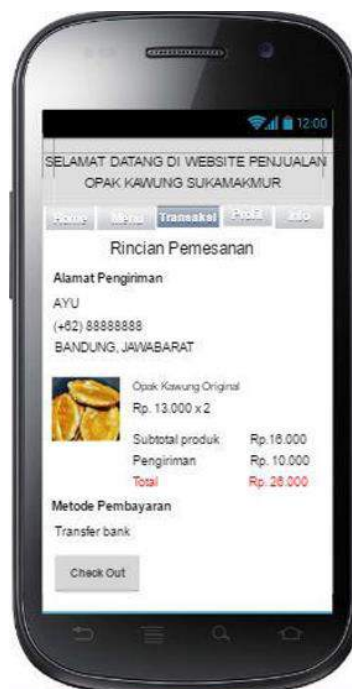 12:00
SELAMAT DATANG DI WEBSITE PENJUALAN
OPAK KAWUNG SUKAMAKMUR
Home Menu Transaksi Profil Info
Rincian Pemesanan
Alamat Pengiriman
AYU
(+62) 88888888
BANDUNG, JAWABARAT
Opak Kawung Original
Rp. 13.000 x 2
Subtotal produk Rp.16.000
Pengiriman Rp. 10.000
Total Rp. 26.000
Metode Pembayaran
Transfer bank
Check Out